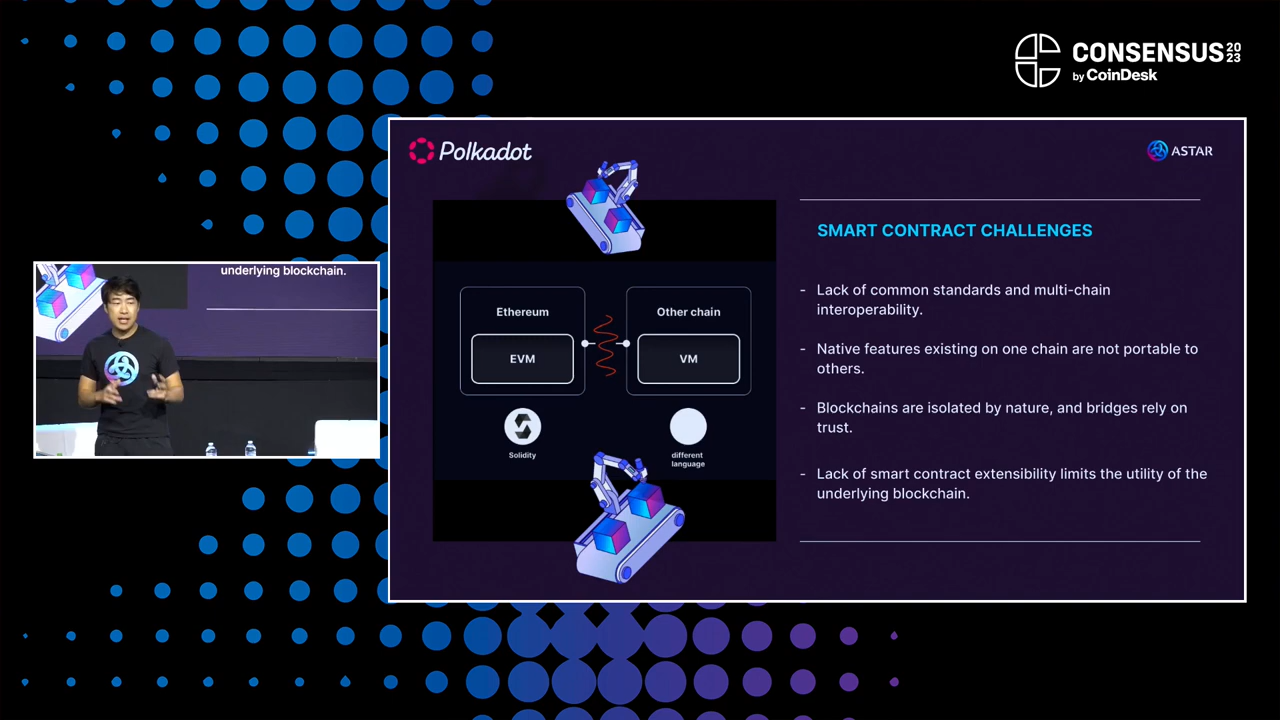 CONSENSUS 20 23
by CoinDesk
Polkadot
ASTAR
SMART CONTRACT CHALLENGES
- Lack of common standards and multi-chain
interoperability.
- Native features existing on one chain are not portable to
others.
- Blockchains are isolated by nature, and bridges rely on
trust.
- Lack of smart contract extensibility limits the utility of the
underlying blockchain.
Ethereum
EVM
Solidity
Other chain
VM
different
language
underlying blockchain.